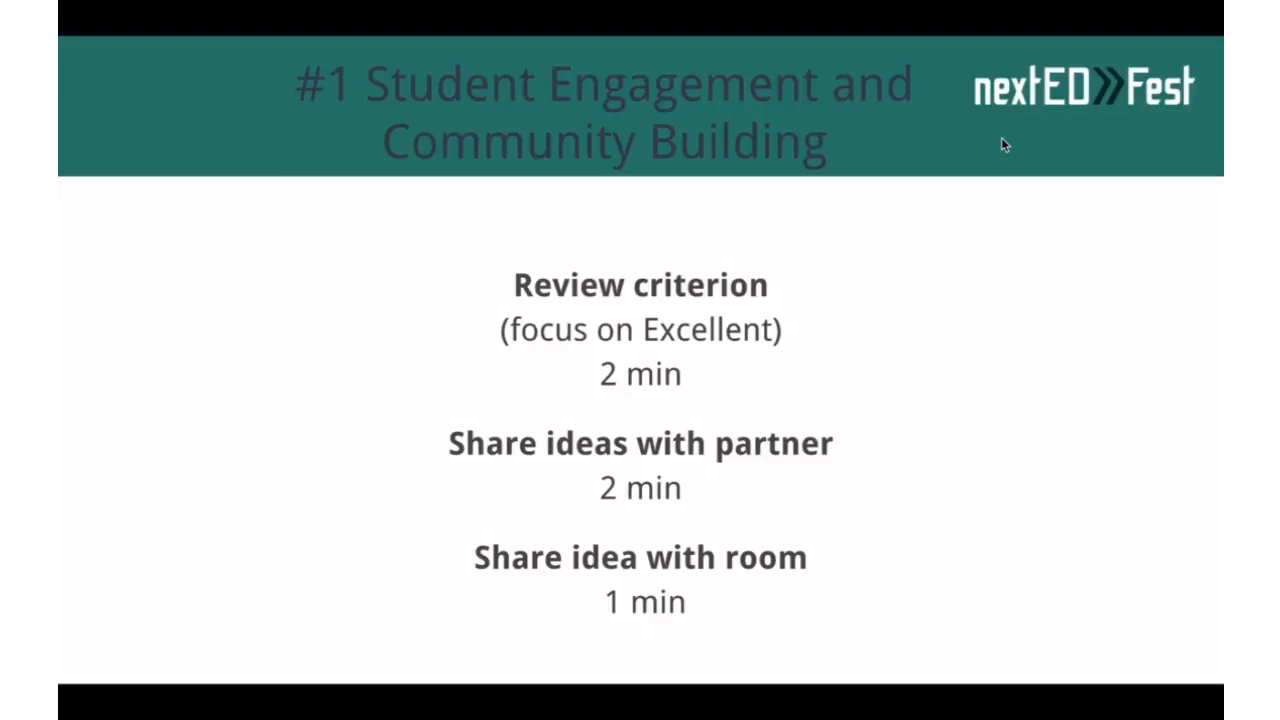 #1 Student Engagement and
Community Building
nextED»Fest
Review criterion
(focus on Excellent)
2 min
Share ideas with partner
2 min
Share idea with room
1 min